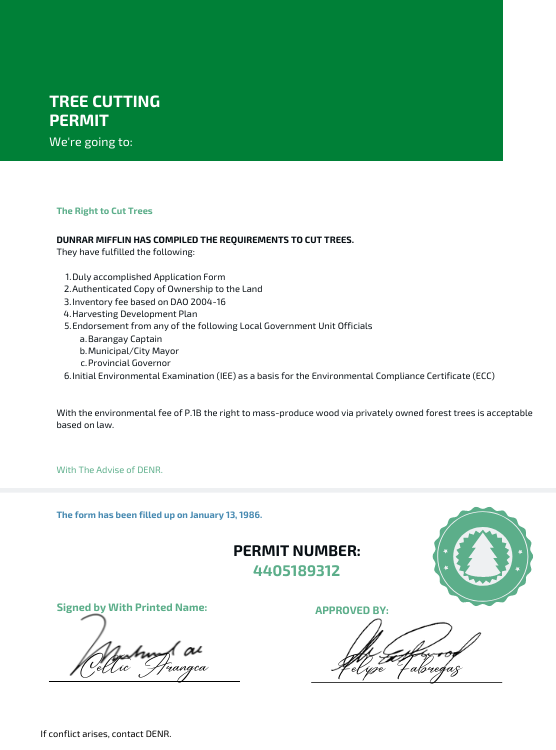 TREE CUTTING
PERMIT
We're going to:
The Right to Cut Trees
DUNRAR MIFFLIN HAS COMPILED THE REQUIREMENTS TO CUT TREES.
They have fulfilled the following:
1. Duly accomplished Application Form
2. Authenticated Copy of Ownership to the Land
3. Inventory fee based on DAO 2004-16
4. Harvesting Development Plan
5. Endorsement from any of the following Local Government Unit Officials
a. Barangay Captain
b. Municipal/City Mayor
c. Provincial Governor
6. Initial Environmental Examination (IEE) as a basis for the Environmental Compliance Certificate (ECC)
With the environmental fee of P.1B the right to mass-produce wood via privately owned forest trees is acceptable
based on law.
With The Advise of DENR.
The form has been filled up on January 13, 1986.
PERMIT NUMBER:
4405189312
Signed by With Printed Name:
APPROVED BY:
Celtic Arangca
Felype Fabregas
If conflict arises, contact DENR.